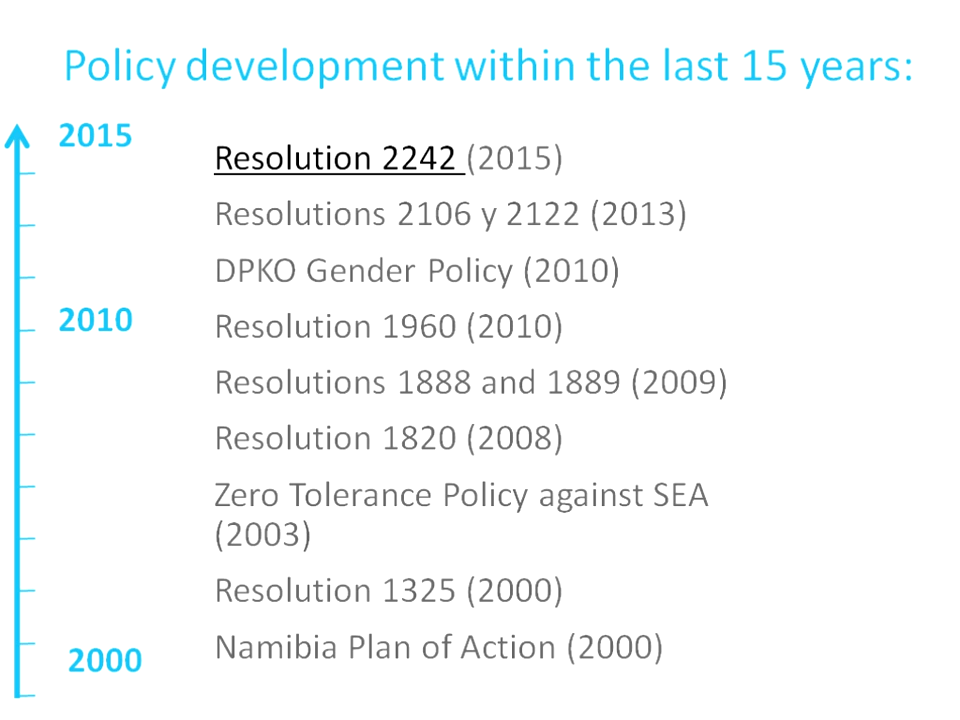 Policy development within the last 15 years:
2015
Resolution 2242 (2015)
Resolutions 2106 y 2122 (2013)
DPKO Gender Policy (2010)
2010
Resolution 1960 (2010)
Resolutions 1888 and 1889 (2009)
Resolution 1820 (2008)
Zero Tolerance Policy against SEA
(2003)
Resolution 1325 (2000)
Namibia Plan of Action (2000)
2000